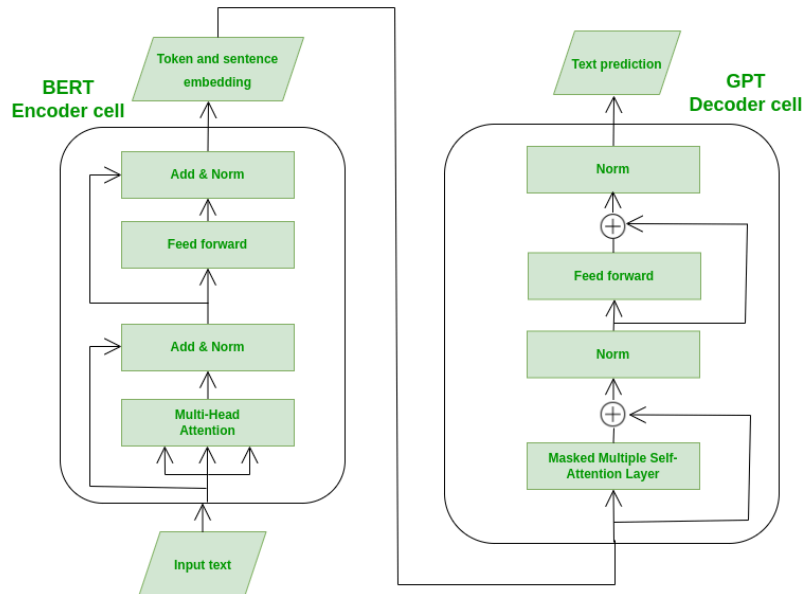 Token and sentence
embedding
BERT
Encoder cell
Add & Norm
Feed forward
Add & Norm
Multi-Head
Attention
Input text
Text prediction
GPT
Decoder cell
Norm
Feed forward
Norm
Masked Multiple Self-
Attention Layer